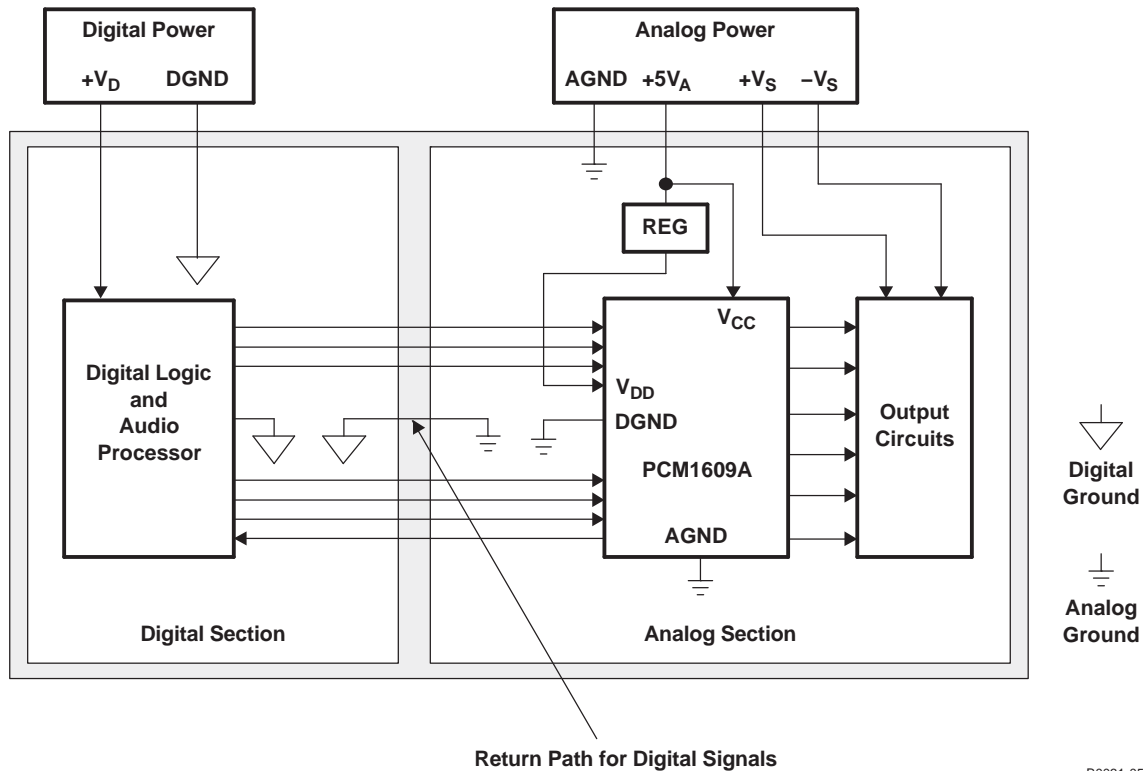 Digital Power
+VD DGND
Analog Power
AGND +5VA +VS –VS
REG
VCC
Digital Logic
and
Audio
Processor
VDD
DGND
PCM1609A
AGND
Output
Circuits
Digital
Ground
Analog
Ground
Digital Section
Analog Section
Return Path for Digital Signals